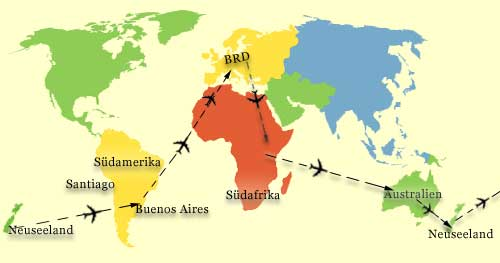 BRD
Südamerika
Santiago
Südafrika
Australien
Buenos Aires
Neuseeland
Neuseeland